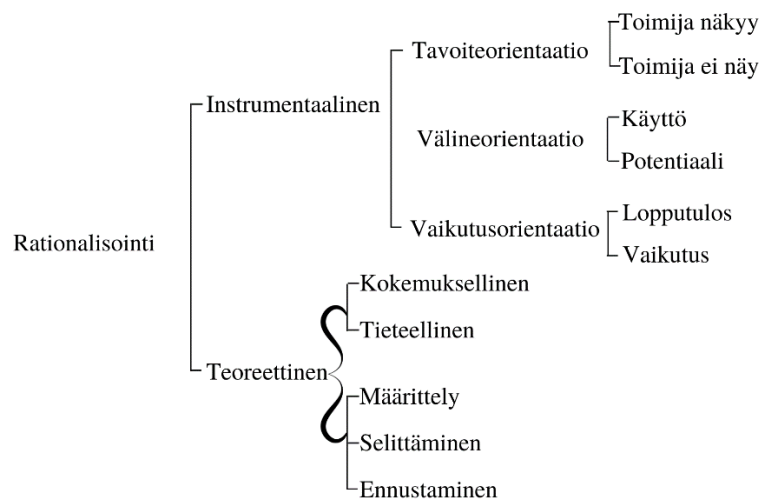 Toimija näkyy
Tavoiteorientaatio
Toimija ei näy
Instrumentaalinen
Käyttö
Välineorientaatio
Potentiaali
Lopputulos
Vaikutusorientaatio
Rationalisointi
Vaikutus
Kokemuksellinen
Tieteellinen
Teoreettinen
Määrittely
Selittäminen
Ennustaminen